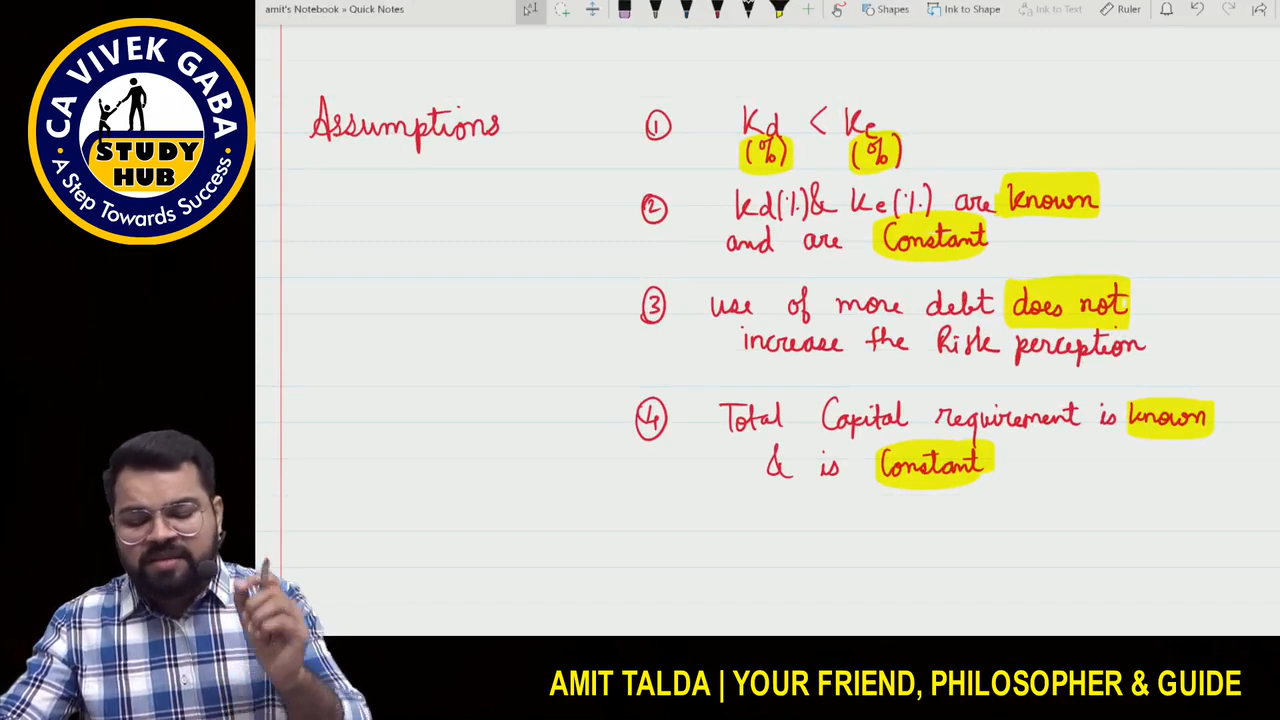 amit's Notebook » Quick Notes
Shapes
Ink to Shape
Ink to Text
Ruler
CA VIVEK GABA
STUDY
HUB
• A Step Towards Success •
Assumptions
① Kd < Ke
(%) (%)
② Kd(%)& Ke(%) are known
and are Constant
③ use of more debt does not
increase the Risk perception
④ Total Capital requirement is known
& is Constant
AMIT TALDA | YOUR FRIEND, PHILOSOPHER & GUIDE